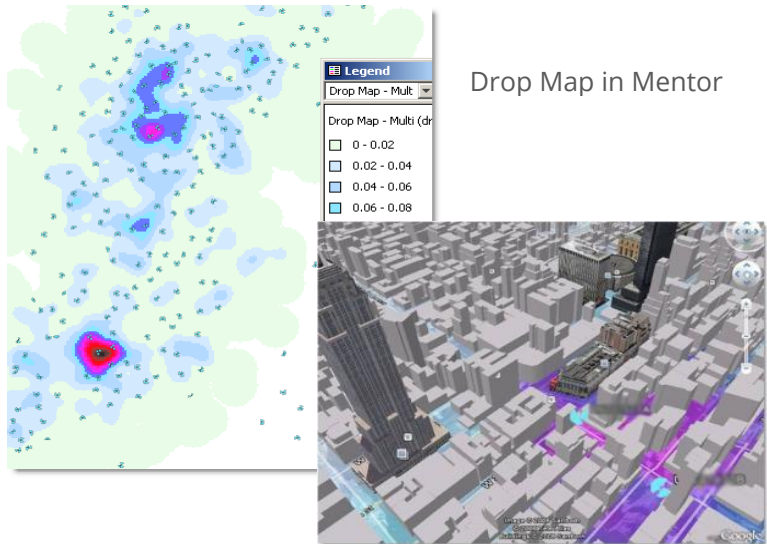 Drop Map in Mentor
Legend
Drop Map - Mult
Drop Map - Multi (dr
0 - 0.02
0.02 - 0.04
0.04 - 0.06
0.06 - 0.08
Google